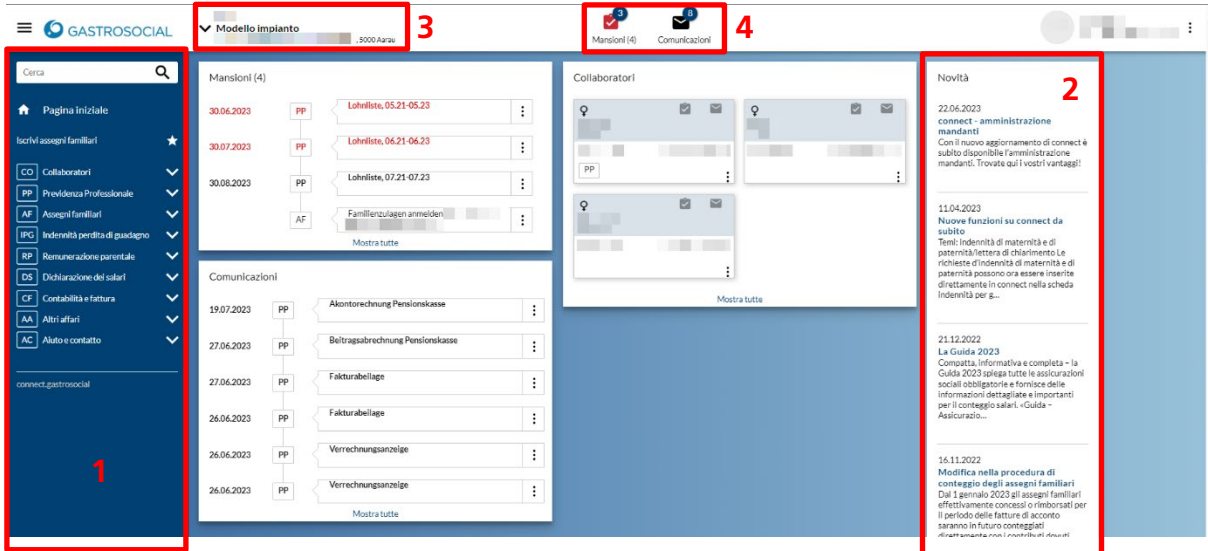 GASTROSOCIAL
Modello impianto
, 5000 Aarau
3
3
8
Mansioni (4)
Comunicazioni
4
Cerca
Pagina iniziale
Iscrivi assegni familiari
CO Collaboratori
PP Previdenza Professionale
AF Assegni familiari
IPG Indennità perdita di guadagno
RP Remunerazione parentale
DS Dichiarazione dei salari
CF Contabilità e fattura
AA Altri affari
AC Aiuto e contatto
connect.gastrosocial
1
Mansioni (4)
30.06.2023 PP Lohnliste, 05.21-05.23
30.07.2023 PP Lohnliste, 06.21-06.23
30.08.2023 PP Lohnliste, 07.21-07.23
AF Familienzulagen anmelden
Mostra tutte
Comunicazioni
19.07.2023 PP Akontorechnung Pensionskasse
27.06.2023 PP Beitragsabrechnung Pensionskasse
27.06.2023 PP Fakturabeilage
26.06.2023 PP Fakturabeilage
26.06.2023 PP Verrechnungsanzeige
26.06.2023 PP Verrechnungsanzeige
Mostra tutte
Collaboratori
PP
Mostra tutte
Novità
2
22.06.2023
connect - amministrazione
mandanti
Con il nuovo aggiornamento di connect è
subito disponibile l'amministrazione
mandanti. Trovate qui i vostri vantaggi!
11.04.2023
Nuove funzioni su connect da
subito
Temi: indennità di maternità e di
paternità/lettera di chiarimento Le
richieste d'indennità di maternità e di
paternità possono ora essere inserite
direttamente in connect nella scheda
indennità per g...
21.12.2022
La Guida 2023
Compatta, informativa e completa – la
Guida 2023 spiega tutte le assicurazioni
sociali obbligatorie e fornisce delle
informazioni dettagliate e importanti
per il conteggio salari. «Guida –
Assicurazio...
16.11.2022
Modifica nella procedura di
conteggio degli assegni familiari
Dal 1 gennaio 2023 gli assegni familiari
effettivamente concessi o rimborsati per
il periodo delle fatture di acconto
saranno in futuro conteggiati
direttamente con i contributi dovuti